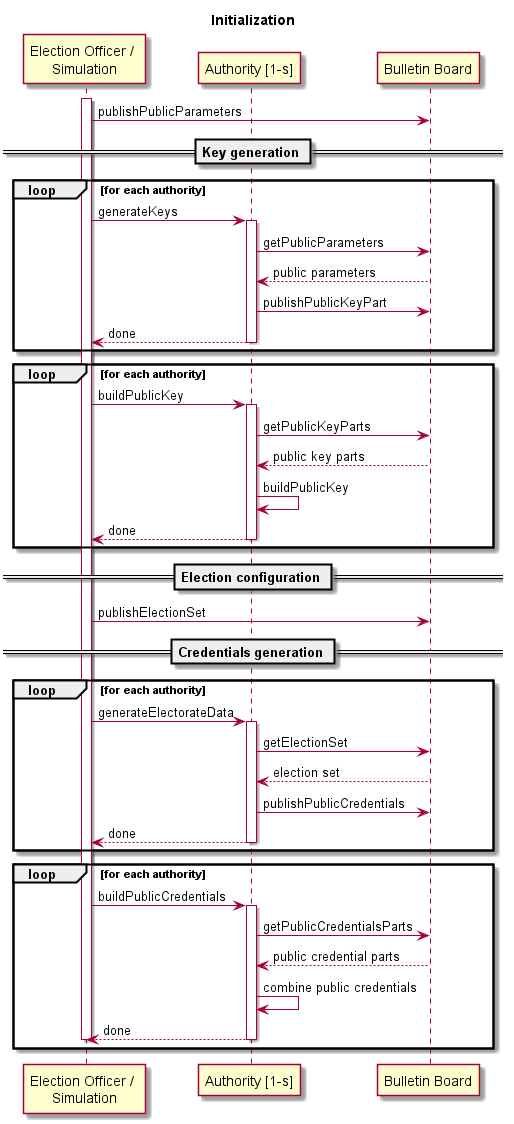 Initialization
Election Officer /
Simulation
Authority [1-s]
Bulletin Board
publishPublicParameters
Key generation
loop
[for each authority]
generateKeys
getPublicParameters
public parameters
publishPublicKeyPart
done
loop
[for each authority]
buildPublicKey
getPublicKeyParts
public key parts
buildPublicKey
done
Election configuration
publishElectionSet
Credentials generation
loop
[for each authority]
generateElectorateData
getElectionSet
election set
publishPublicCredentials
done
loop
[for each authority]
buildPublicCredentials
getPublicCredentialsParts
public credential parts
combine public credentials
done
Election Officer /
Simulation
Authority [1-s]
Bulletin Board